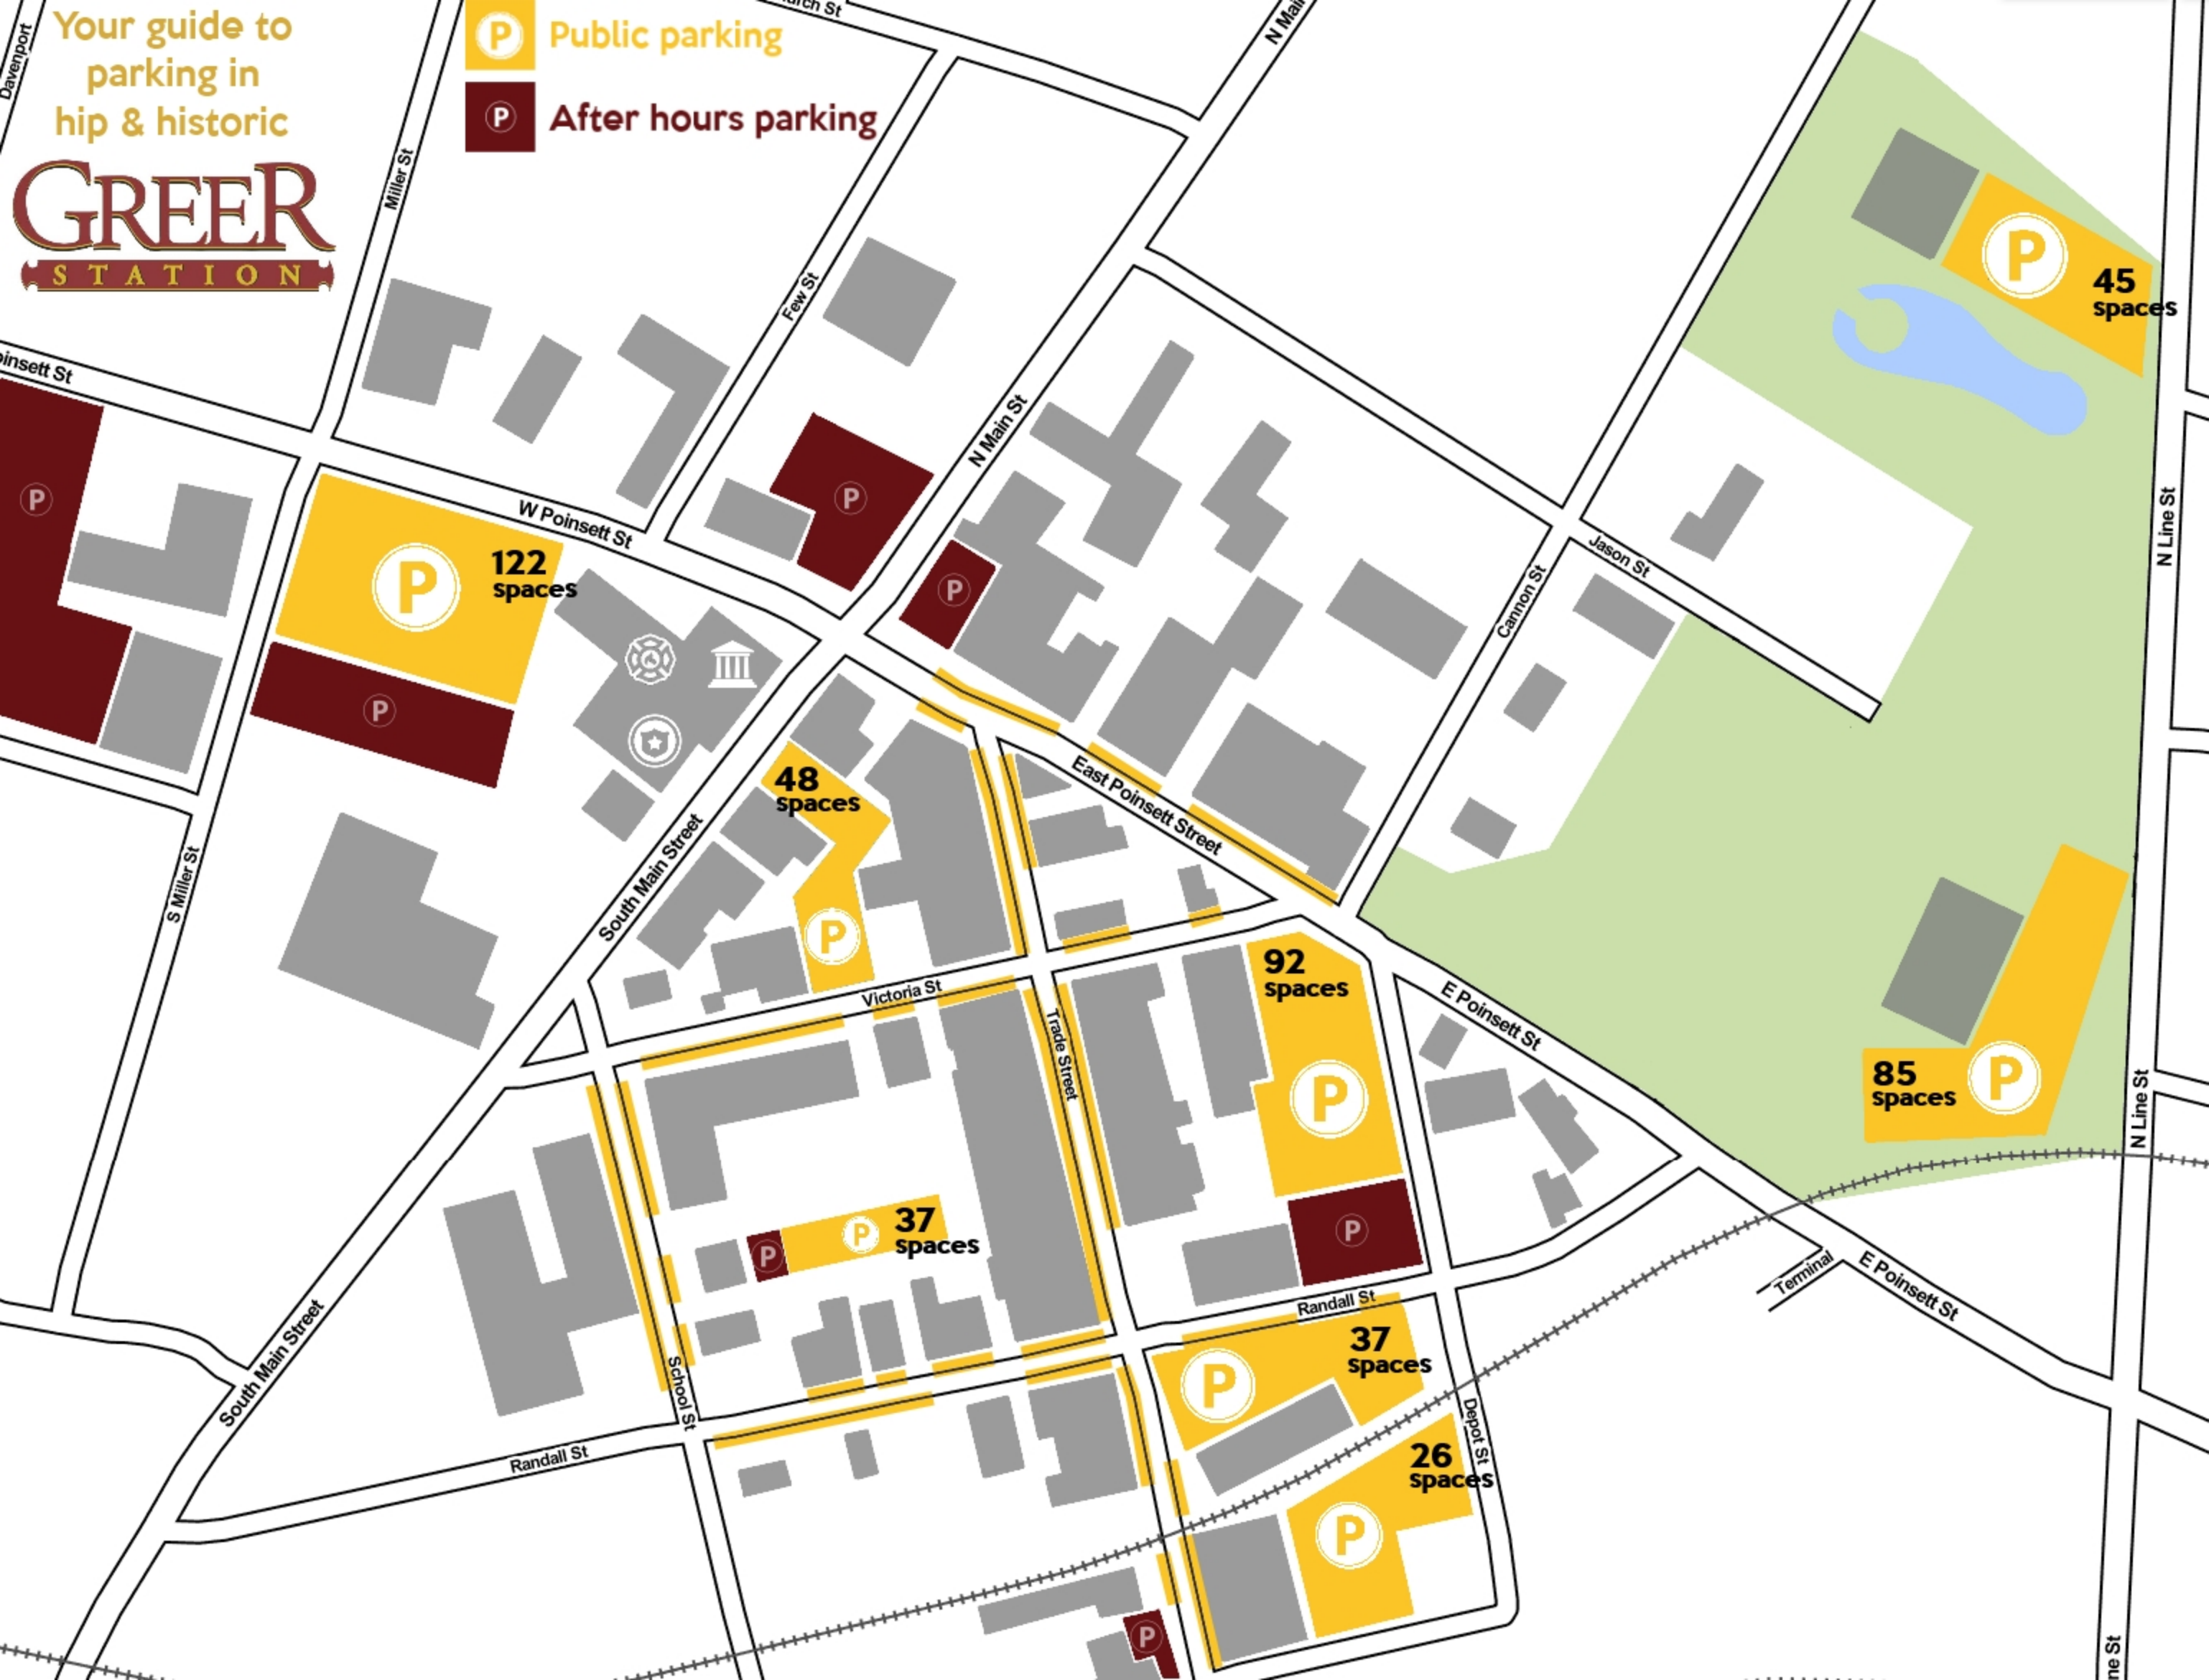 Your guide to
parking in
hip & historic
GREER
STATION
P Public parking
P After hours parking
Davenport
Miller St
Few St
N Main St
P
45
spaces
P
P
W Poinsett St
P
122
spaces
P
P
P
N Main St
Cannon St
Jason St
N Line St
48
spaces
P
East Poinsett Street
South Main Street
S Miller St
Victoria St
Trade Street
92
spaces
P
E Poinsett St
85
spaces
P
N Line St
P
P
37
spaces
P
Randall St
37
spaces
P
Terminal
E Poinsett St
South Main Street
School St
Randall St
Depot St
26
spaces
P
P